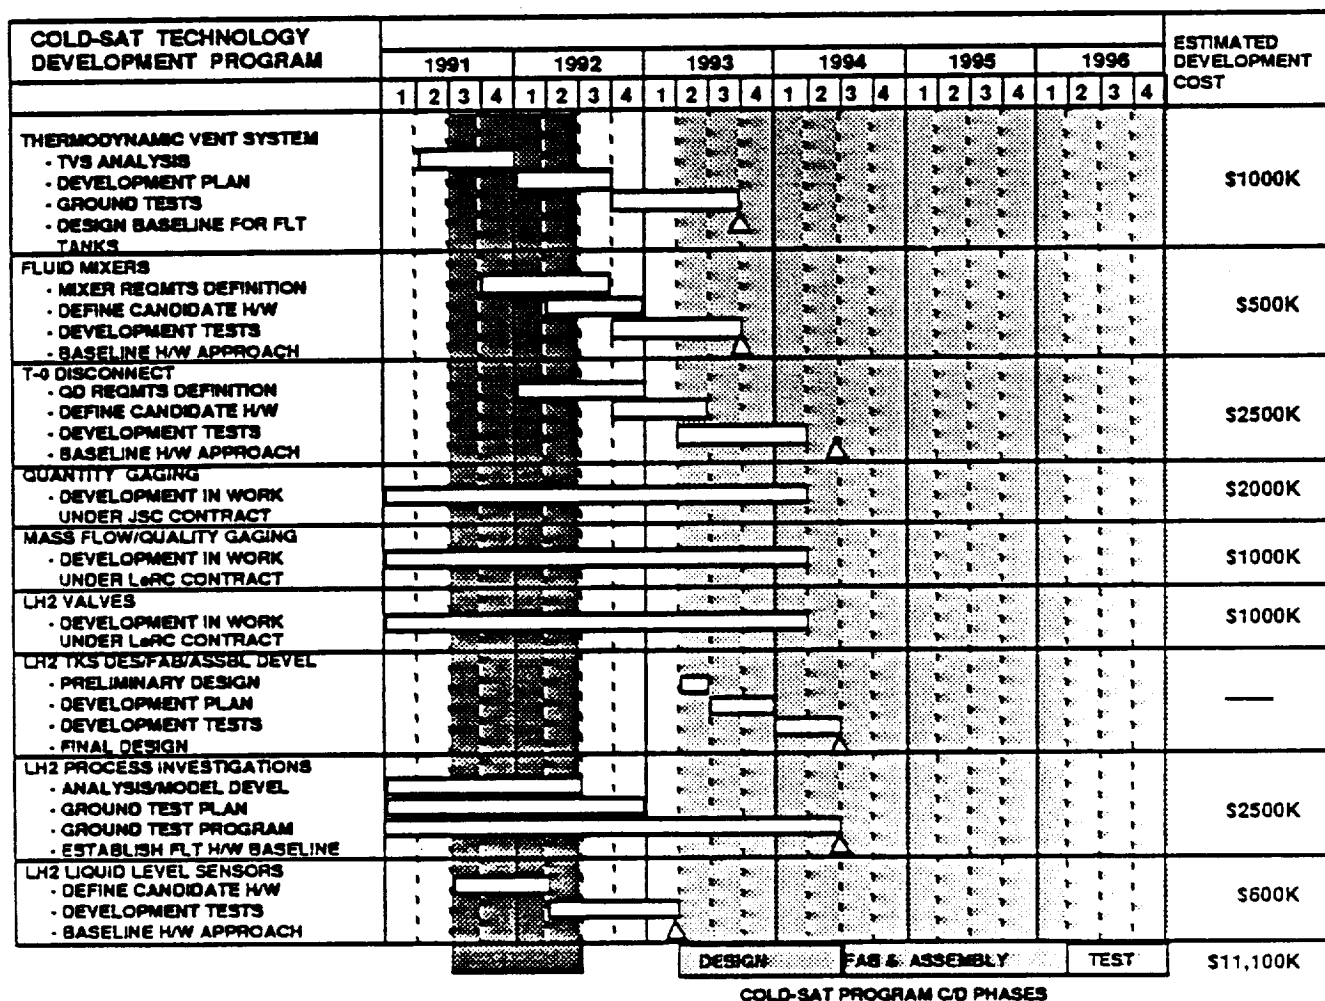 COLD-SAT TECHNOLOGY
DEVELOPMENT PROGRAM
ESTIMATED
DEVELOPMENT
COST
1991 1992 1993 1994 1995 1996
1 2 3 4 1 2 3 4 1 2 3 4 1 2 3 4 1 2 3 4 1 2 3 4
THERMODYNAMIC VENT SYSTEM
- TVS ANALYSIS
- DEVELOPMENT PLAN
- GROUND TESTS
- DESIGN BASELINE FOR FLT
TANKS
$1000K
FLUID MIXERS
- MIXER REQMTS DEFINITION
- DEFINE CANDIDATE H/W
- DEVELOPMENT TESTS
- BASELINE H/W APPROACH
$500K
T-0 DISCONNECT
- QD REQMTS DEFINITION
- DEFINE CANDIDATE H/W
- DEVELOPMENT TESTS
- BASELINE H/W APPROACH
$2500K
QUANTITY GAGING
- DEVELOPMENT IN WORK
UNDER JSC CONTRACT
$2000K
MASS FLOW/QUALITY GAGING
- DEVELOPMENT IN WORK
UNDER LeRC CONTRACT
$1000K
LH2 VALVES
- DEVELOPMENT IN WORK
UNDER LeRC CONTRACT
$1000K
LH2 TKS DES/FAB/ASSBL DEVEL
- PRELIMINARY DESIGN
- DEVELOPMENT PLAN
- DEVELOPMENT TESTS
- FINAL DESIGN
LH2 PROCESS INVESTIGATIONS
- ANALYSIS/MODEL DEVEL
- GROUND TEST PLAN
- GROUND TEST PROGRAM
- ESTABLISH FLT H/W BASELINE
$2500K
LH2 LIQUID LEVEL SENSORS
- DEFINE CANDIDATE H/W
- DEVELOPMENT TESTS
- BASELINE H/W APPROACH
$600K
DESIGN FAB & ASSEMBLY TEST
$11,100K
COLD-SAT PROGRAM C/D PHASES